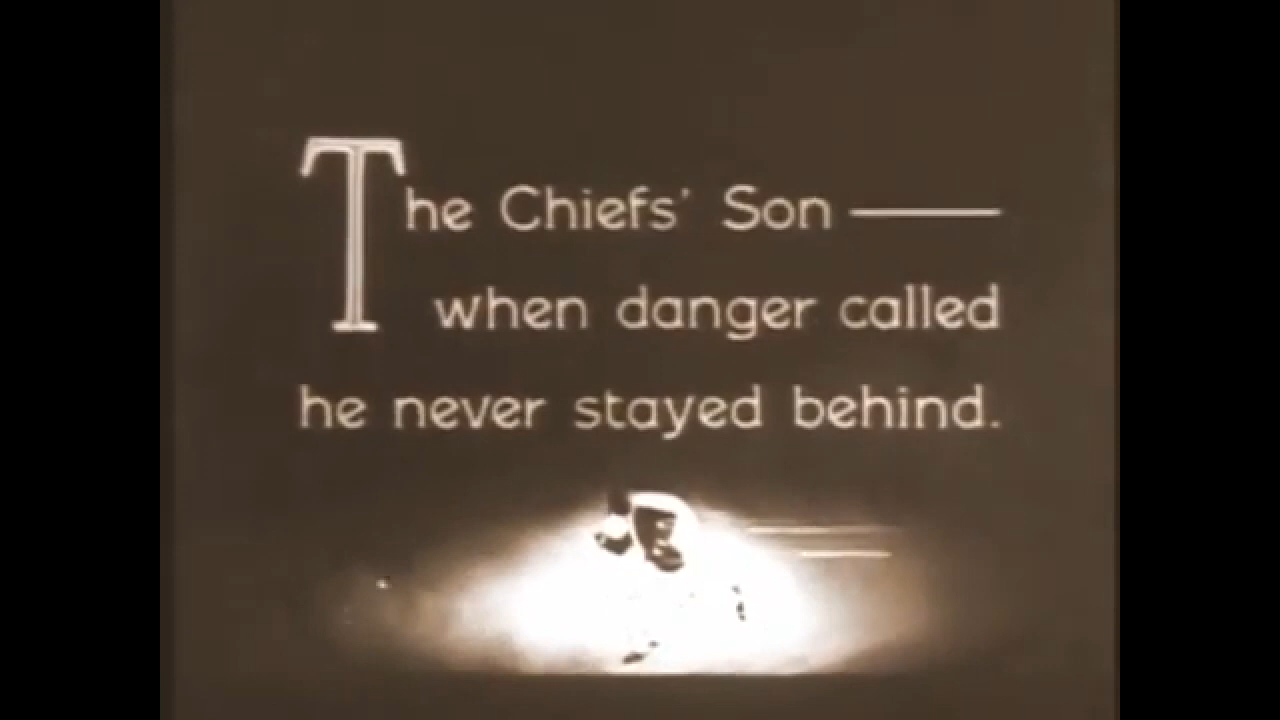 The Chiefs' Son ——
when danger called
he never stayed behind.